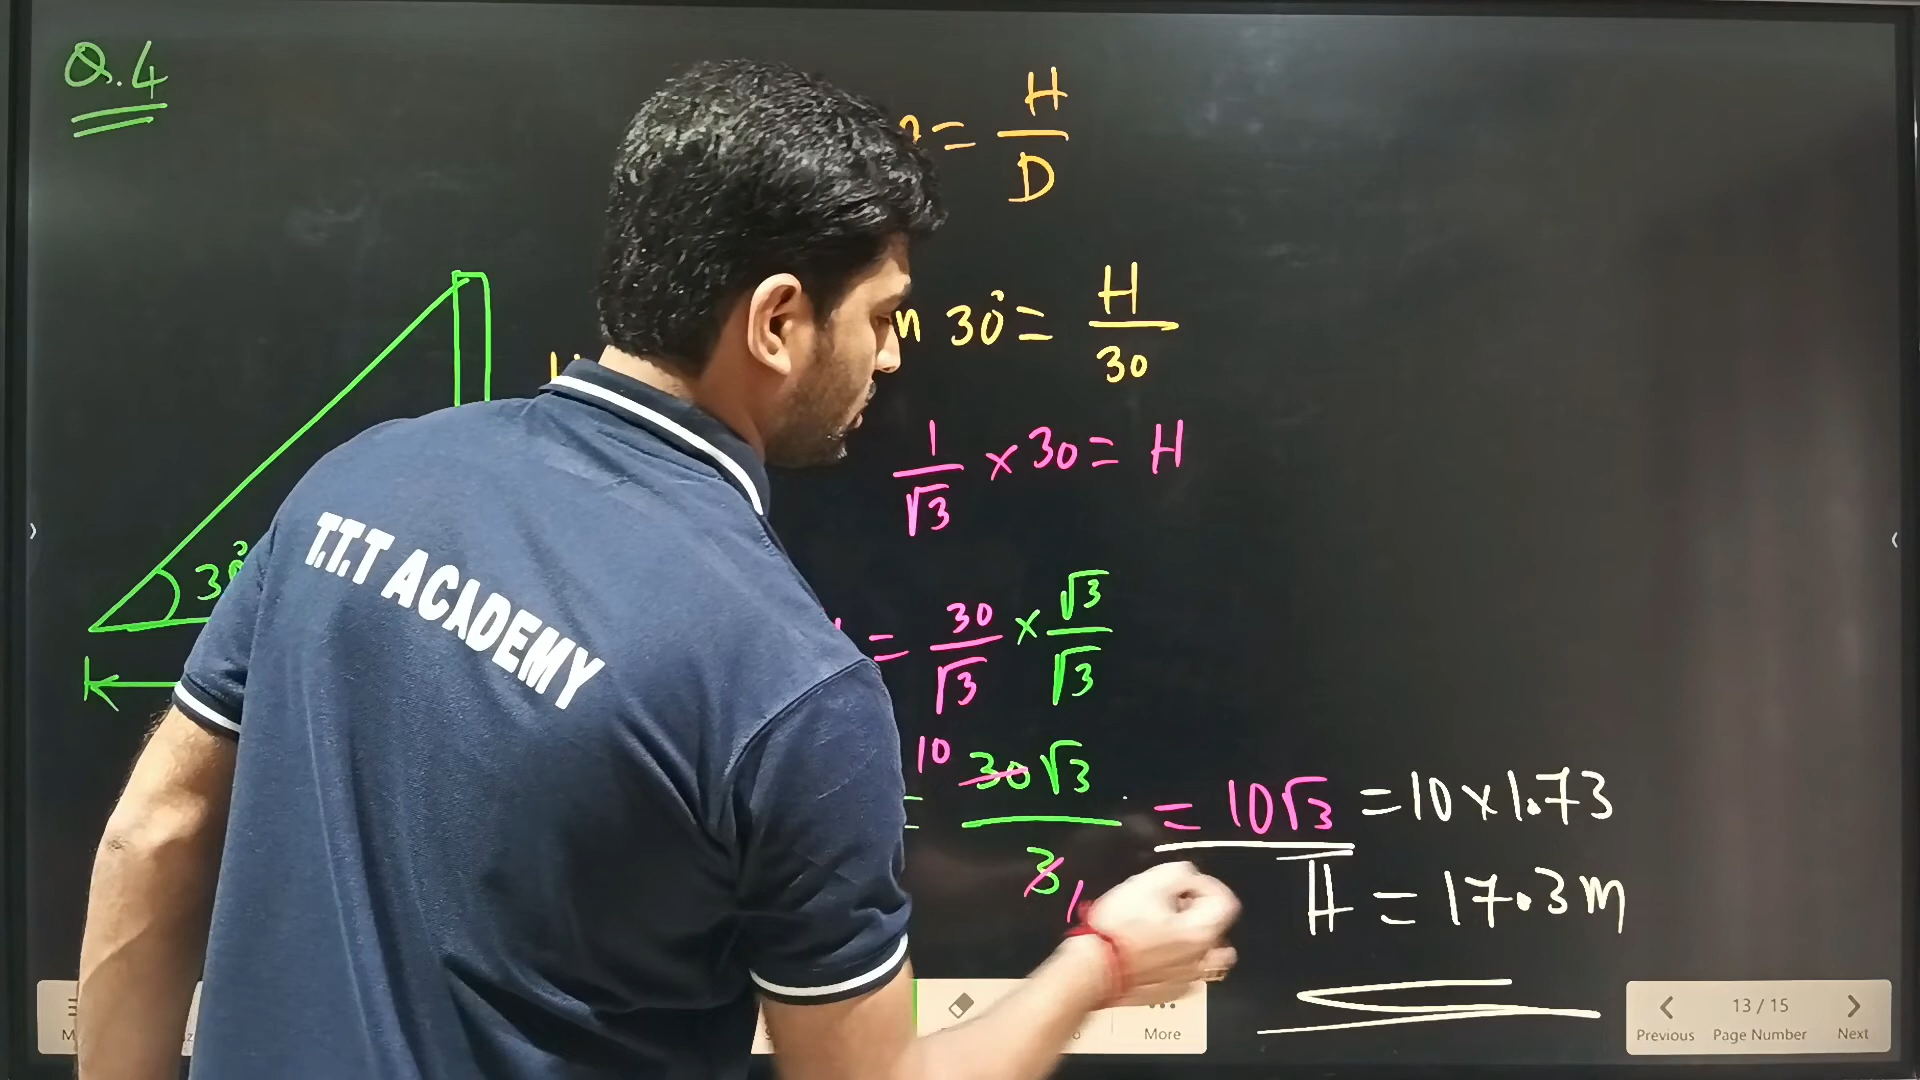 Q.4
= H/D
n 30° = H/30
1/√3 × 30 = H
= 30/√3 × √3/√3
10
= 30√3/3 = 10√3 = 10×1.73
1
H = 17.3m
30°
T.T.T ACADEMY
More
13 / 15
Previous Page Number Next